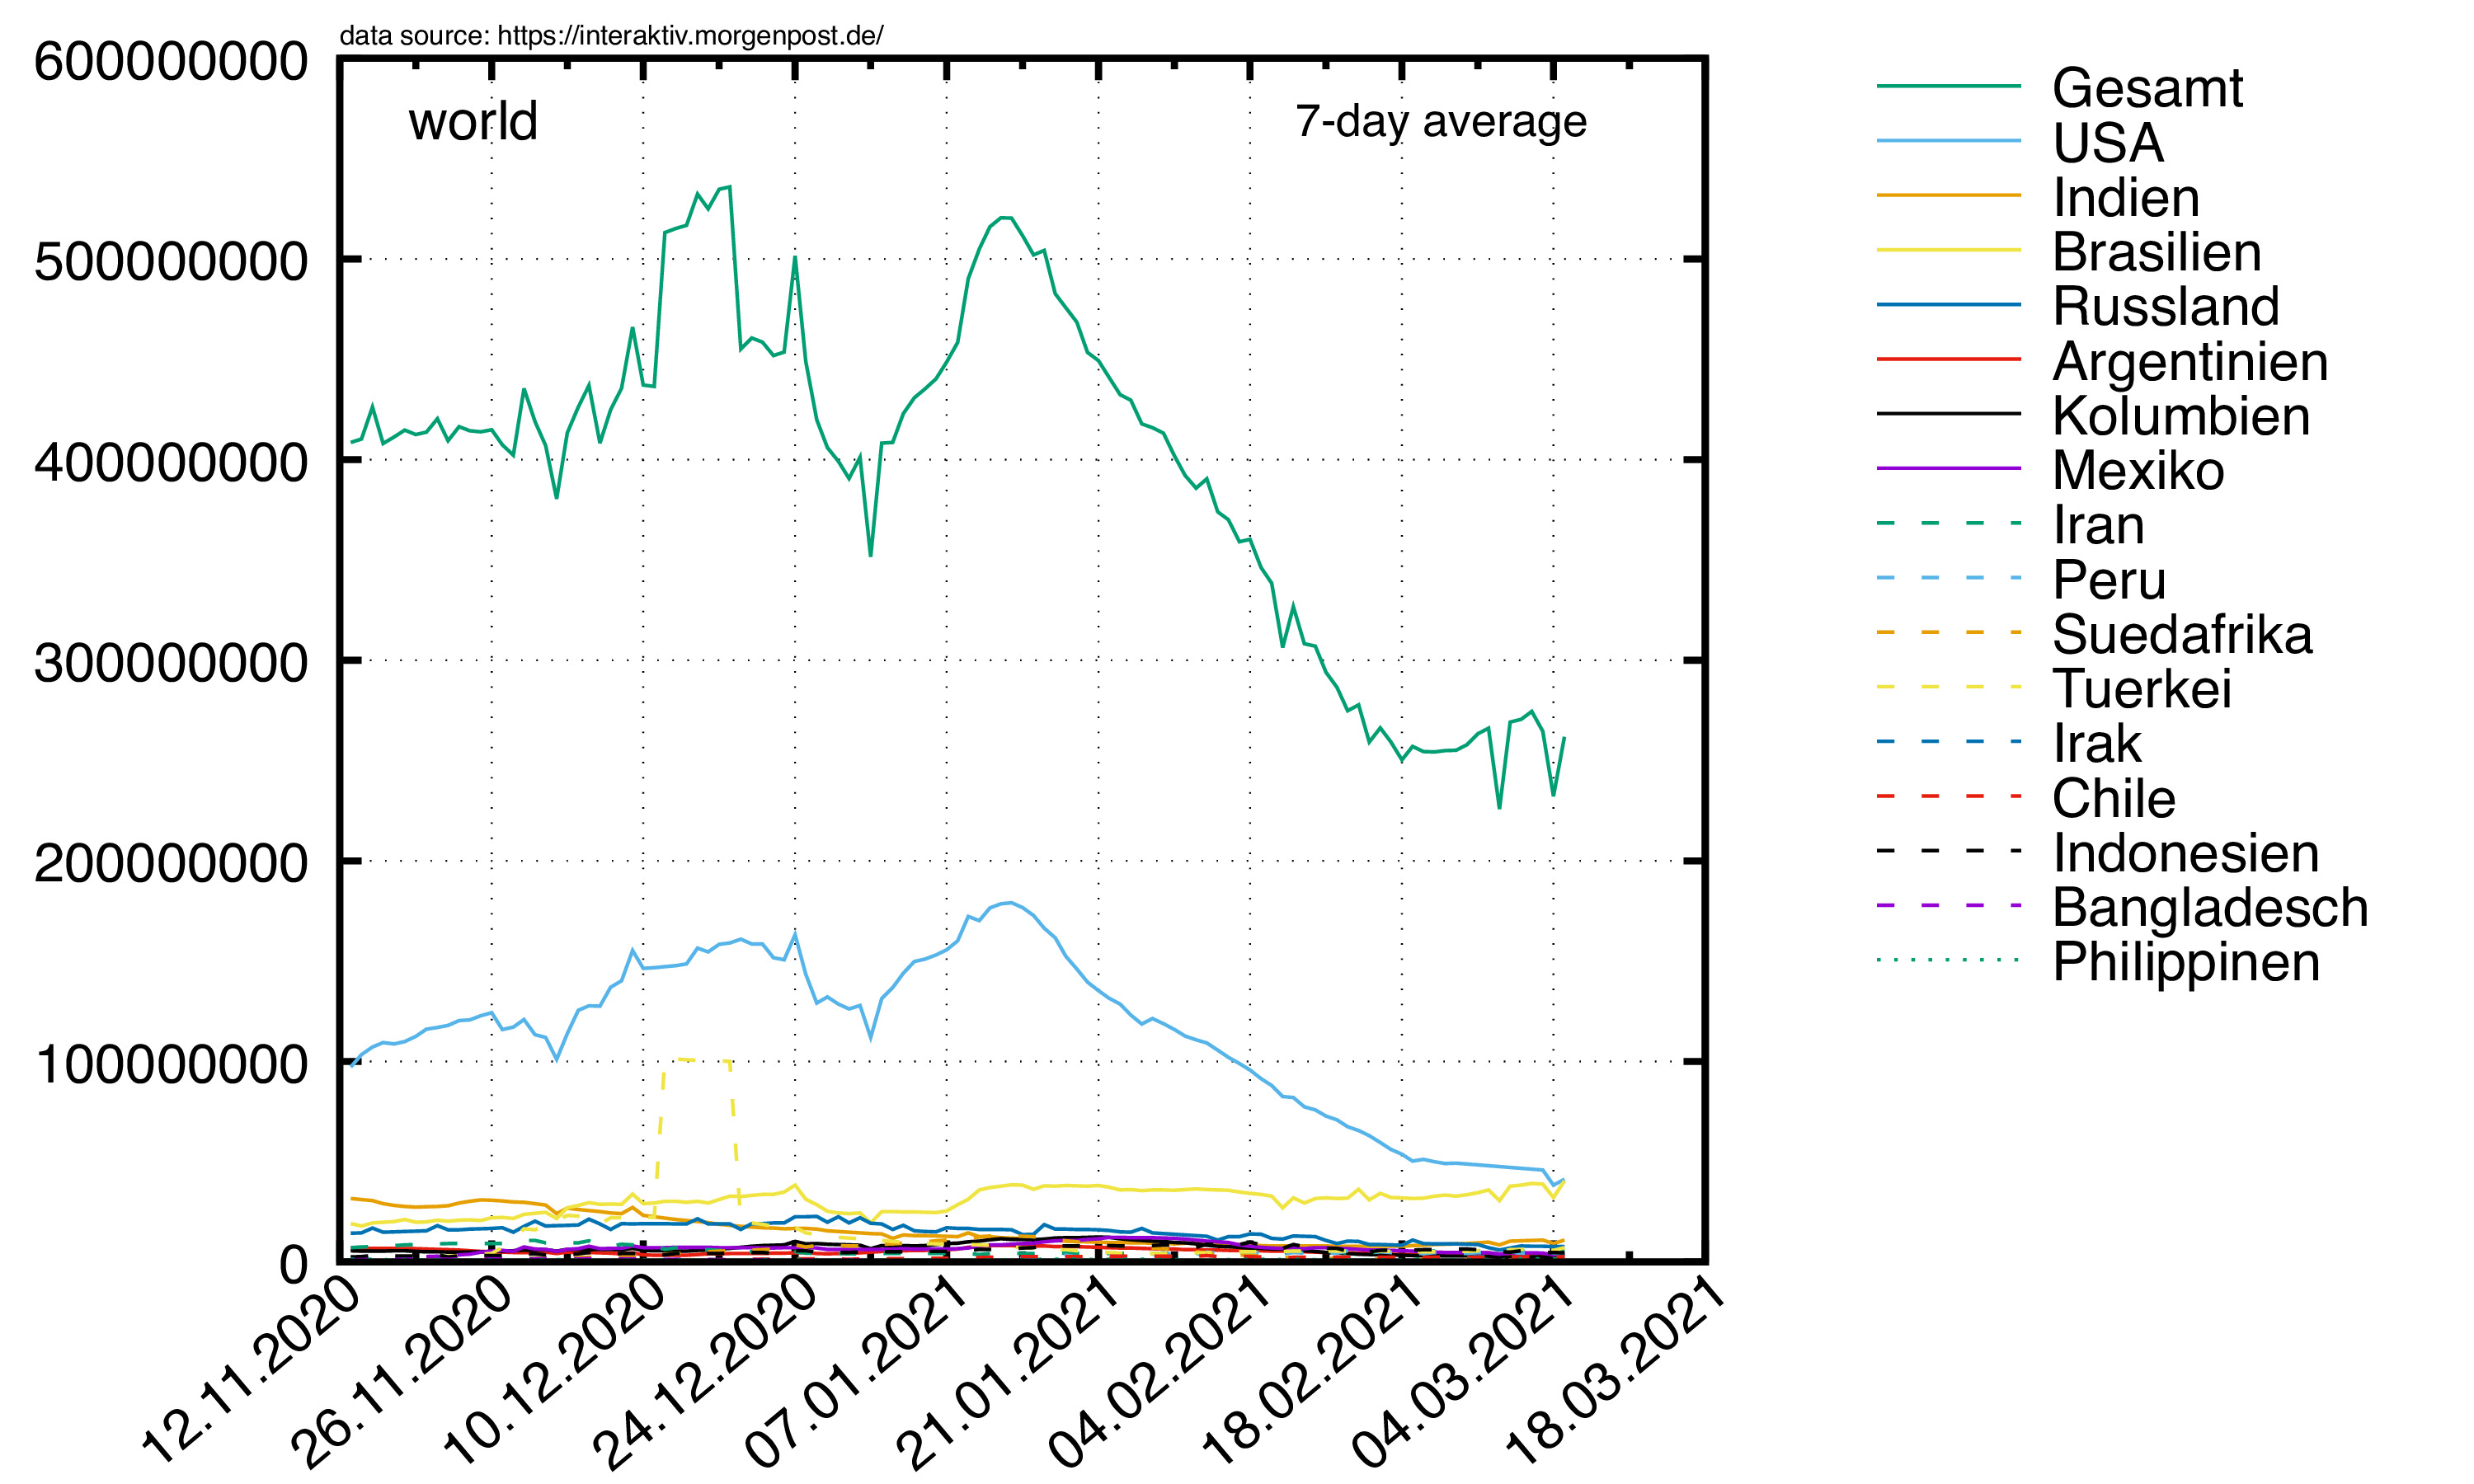 data source: https://interaktiv.morgenpost.de/
world
7-day average
600000000
500000000
400000000
300000000
200000000
100000000
0
12.11.2020
26.11.2020
10.12.2020
24.12.2020
07.01.2021
21.01.2021
04.02.2021
18.02.2021
04.03.2021
18.03.2021
Gesamt
USA
Indien
Brasilien
Russland
Argentinien
Kolumbien
Mexiko
Iran
Peru
Suedafrika
Tuerkei
Irak
Chile
Indonesien
Bangladesch
Philippinen